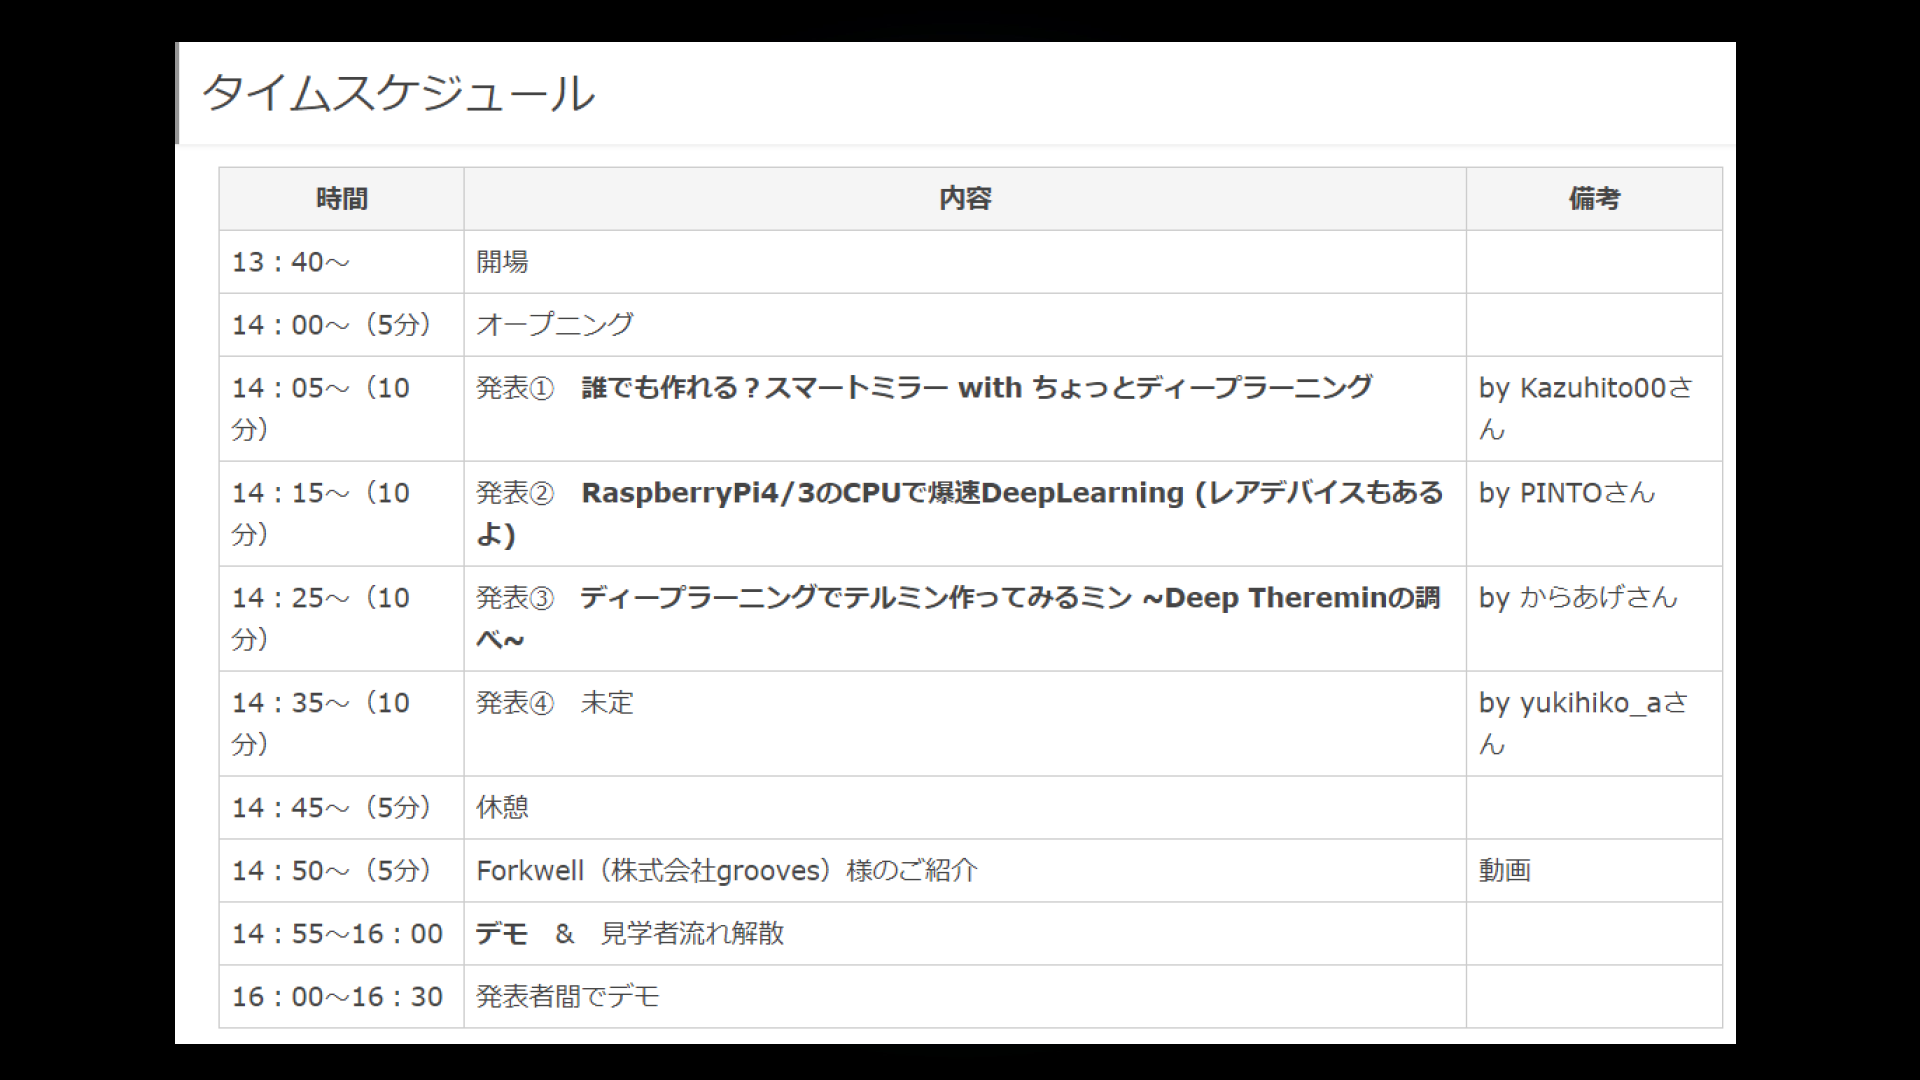 タイムスケジュール
時間 内容 備考
13：40～ 開場
14：00～（5分） オープニング
14：05～（10 発表①　誰でも作れる？スマートミラー with ちょっとディープラーニング by Kazuhito00さ
分） ん
14：15～（10 発表②　RaspberryPi4/3のCPUで爆速DeepLearning (レアデバイスもある by PINTOさん
分） よ)
14：25～（10 発表③　ディープラーニングでテルミン作ってみるミン ~Deep Thereminの調 by からあげさん
分） べ~
14：35～（10 発表④　未定 by yukihiko_aさ
分） ん
14：45～（5分） 休憩
14：50～（5分） Forkwell（株式会社grooves）様のご紹介 動画
14：55～16：00 デモ　&　見学者流れ解散
16：00～16：30 発表者間でデモ